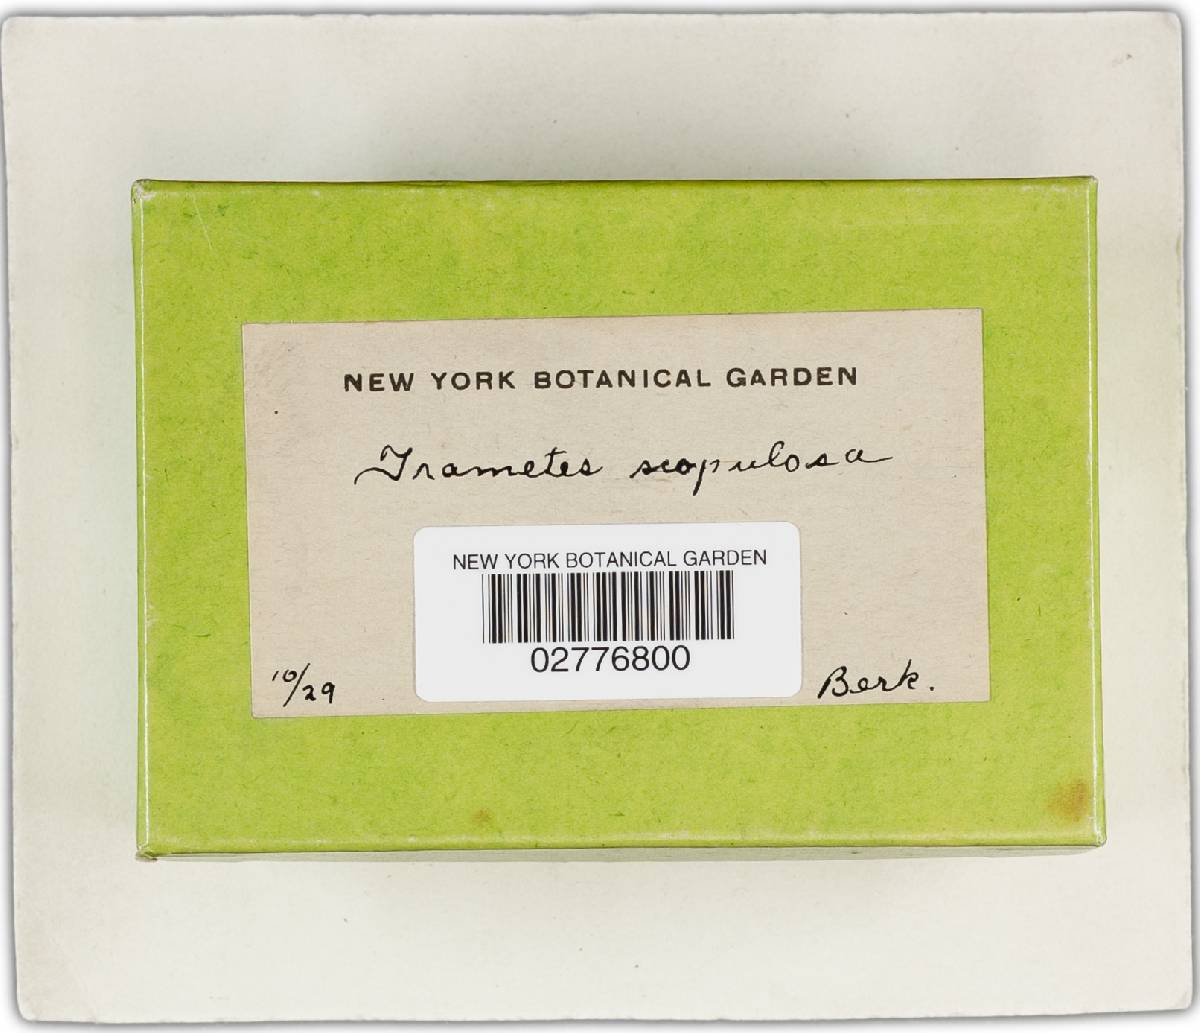 NEW YORK BOTANICAL GARDEN
Trametes scopulosa
NEW YORK BOTANICAL GARDEN
02776800
10/29
Berk.